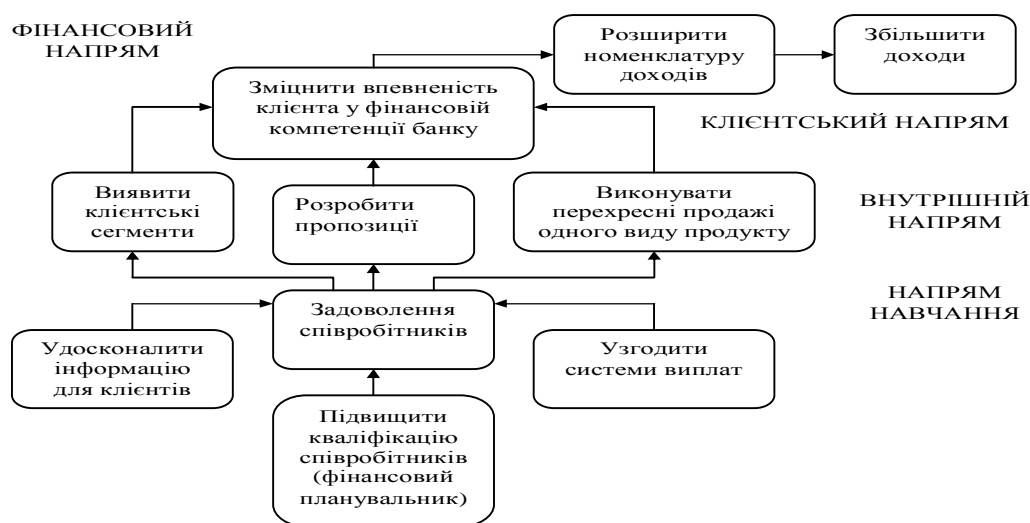 ФІНАНСОВИЙ
НАПРЯМ
Розширити
номенклатуру
доходів
Збільшити
доходи
Зміцнити впевненість
клієнта у фінансовій
компетенції банку
КЛІЄНТСЬКИЙ НАПРЯМ
Виявити
клієнтські
сегменти
Розробити
пропозиції
Виконувати
перехресні продажі
одного виду продукту
ВНУТРІШНІЙ
НАПРЯМ
Задоволення
співробітників
НАПРЯМ
НАВЧАННЯ
Удосконалити
інформацію
для клієнтів
Узгодити
системи виплат
Підвищити
кваліфікацію
співробітників
(фінансовий
планувальник)